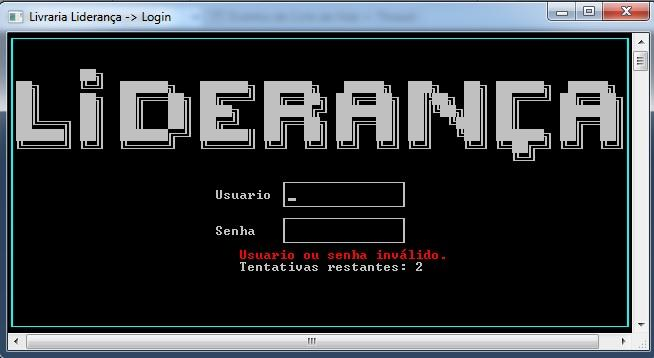 Livraria Liderança -> Login
LiDERANÇA
Usuario
Senha
Usuario ou senha inválido.
Tentativas restantes: 2